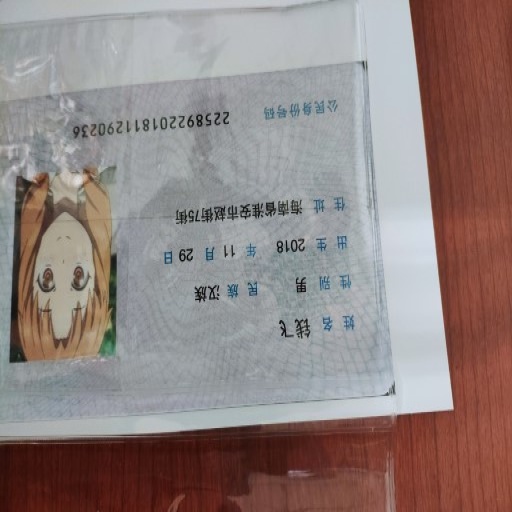 姓名 钱飞
性别 男 民族 汉族
出生 2018 年 11 月 29 日
住址 海南省淮安市赵街75街
公民身份号码 225892201811290236